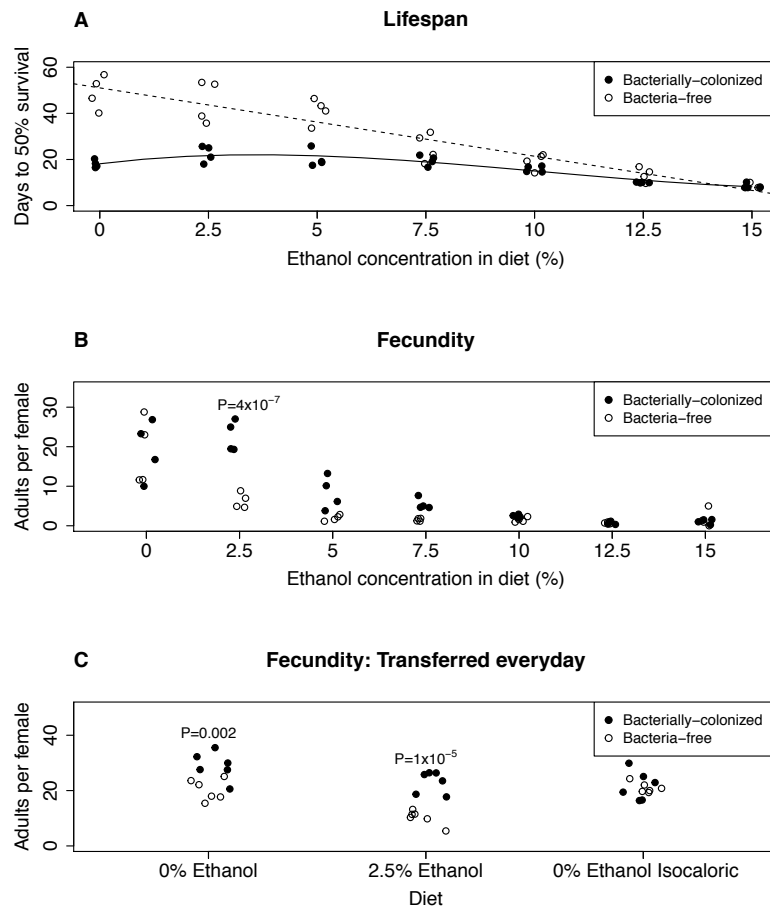 A
Lifespan
Days to 50% survival
0
20
40
60
Bacterially-colonized
Bacteria-free
0 2.5 5 7.5 10 12.5 15
Ethanol concentration in diet (%)
B
Fecundity
Adults per female
0
10
20
30
P=4x10⁻⁷
Bacterially-colonized
Bacteria-free
0 2.5 5 7.5 10 12.5 15
Ethanol concentration in diet (%)
C
Fecundity: Transferred everyday
Adults per female
0
20
40
P=0.002
P=1x10⁻⁵
Bacterially-colonized
Bacteria-free
0% Ethanol 2.5% Ethanol 0% Ethanol Isocaloric
Diet